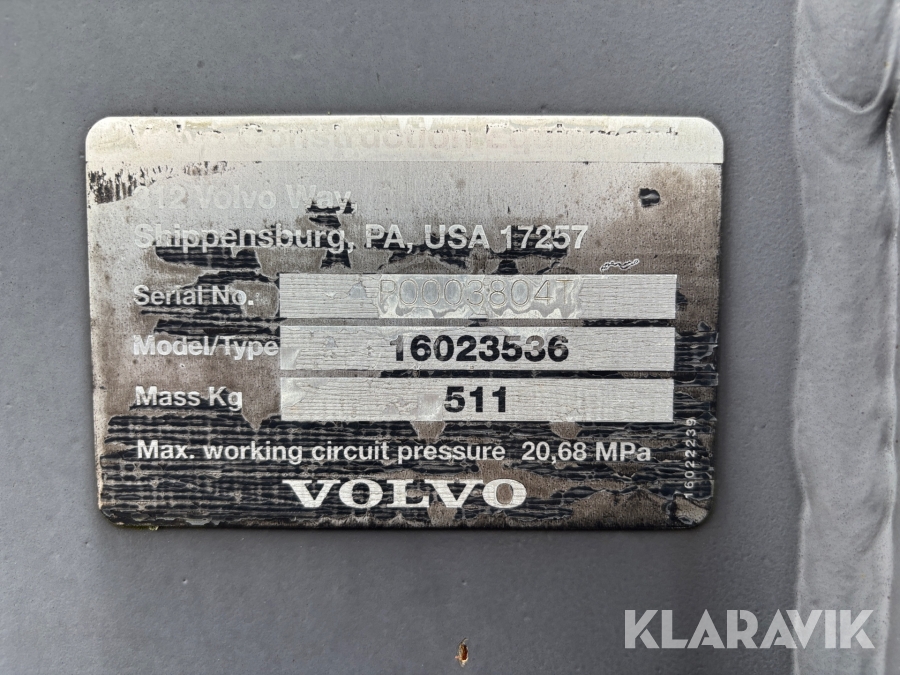 Construction
312 Volvo Way,
Shippensburg, PA, USA 17257
Serial No.
Model/Type 16023536
Mass Kg 511
Max. working circuit pressure 20,68 MPa
VOLVO
16022239
KLARAVIK